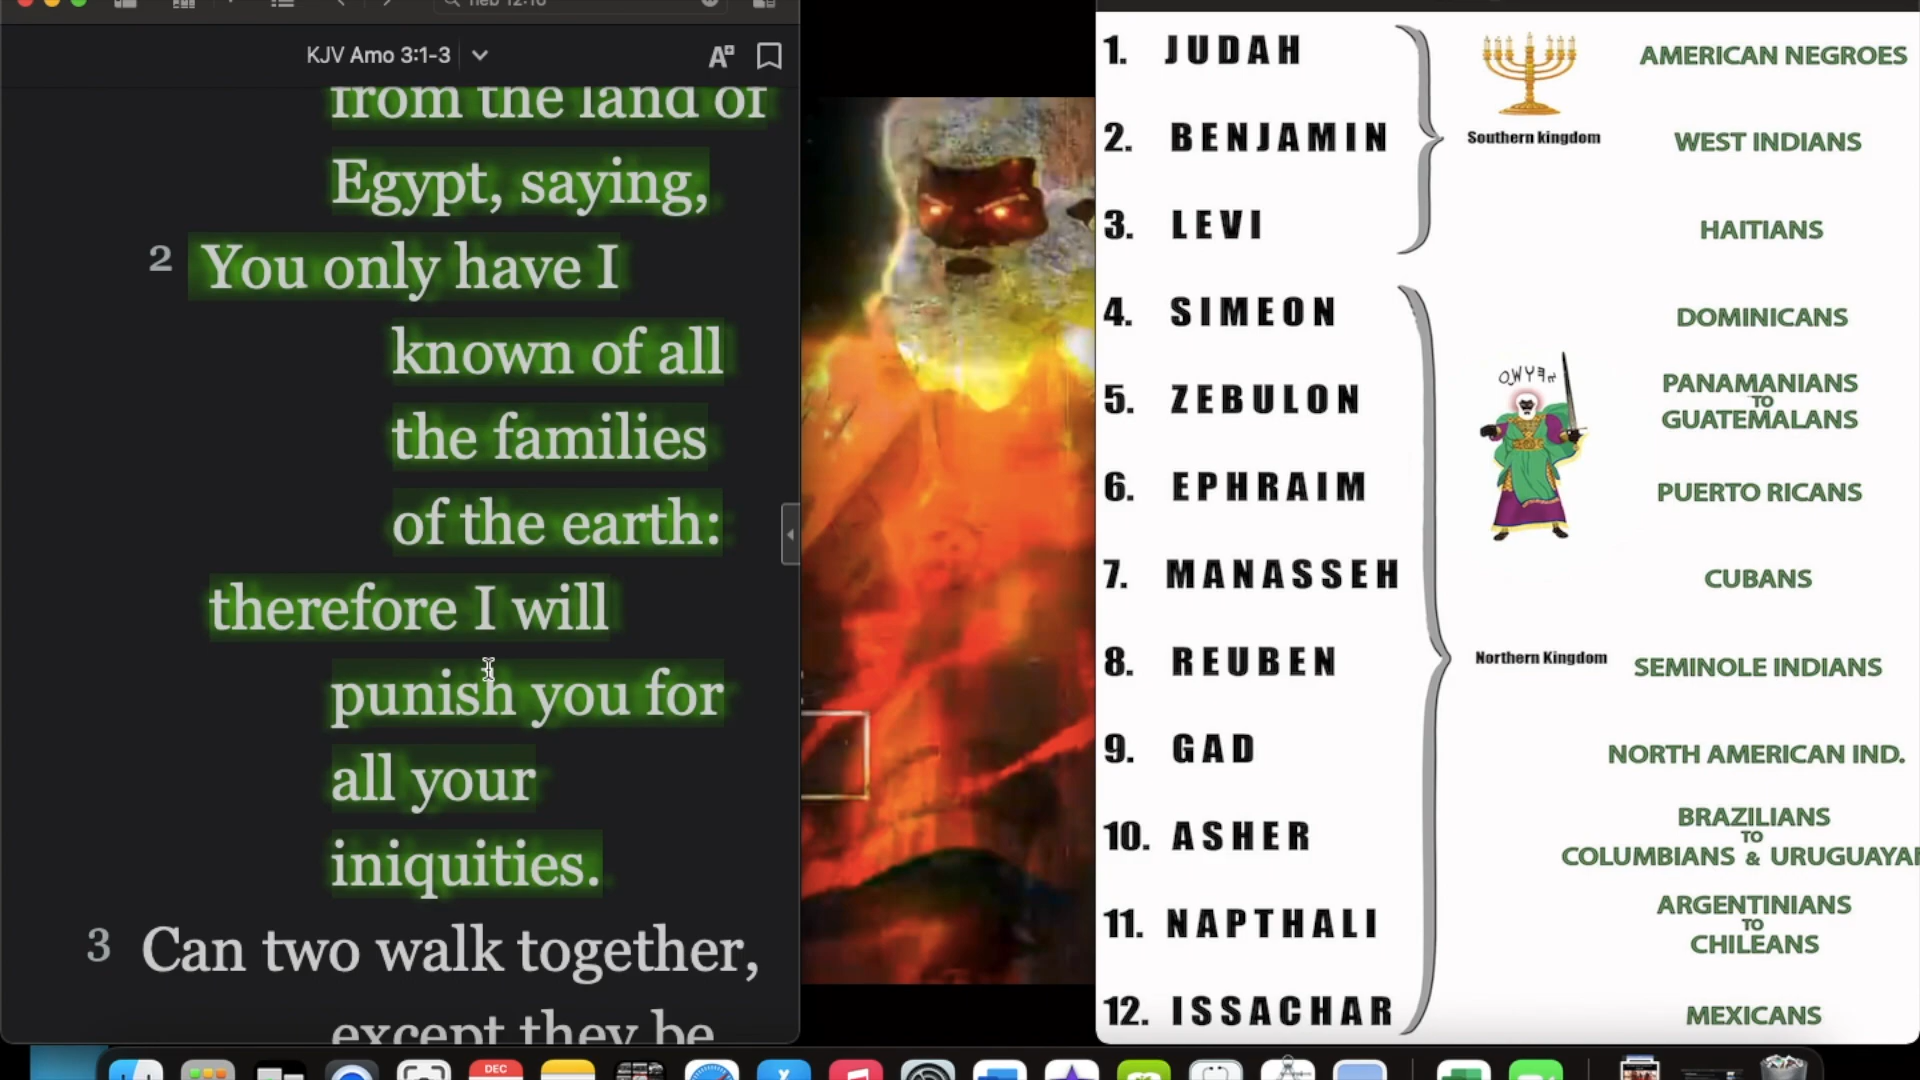 KJV Amo 3:1-3
from the land of
Egypt, saying,
2 You only have I
known of all
the families
of the earth:
therefore I will
punish you for
all your
iniquities.
3 Can two walk together,
except they be
1. JUDAH
AMERICAN NEGROES
2. BENJAMIN
Southern kingdom
WEST INDIANS
3. LEVI
HAITIANS
4. SIMEON
DOMINICANS
5. ZEBULON
PANAMANIANS
TO
GUATEMALANS
6. EPHRAIM
PUERTO RICANS
7. MANASSEH
CUBANS
8. REUBEN
Northern Kingdom
SEMINOLE INDIANS
9. GAD
NORTH AMERICAN IND.
10. ASHER
BRAZILIANS
TO
COLUMBIANS & URUGUAYA
11. NAPTHALI
ARGENTINIANS
TO
CHILEANS
12. ISSACHAR
MEXICANS
DEC